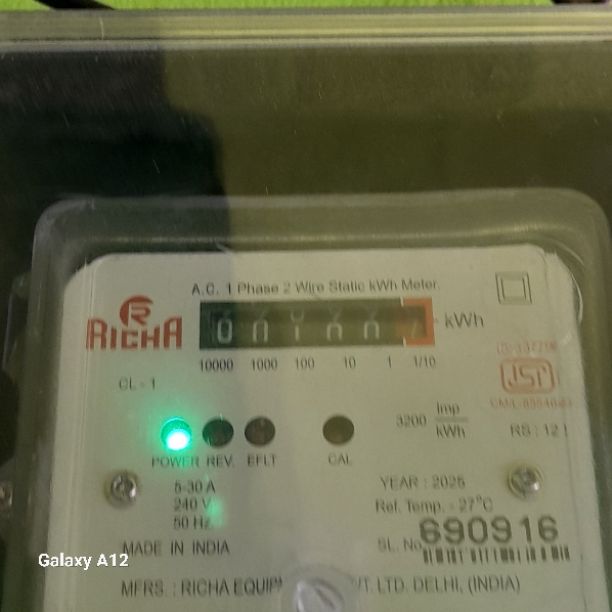 A.C. 1 Phase 2 Wire Static kWh Meter.
RICHA
kWh
10000 1000 100 10 1 1/10
CL - 1
3200 Imp/kWh
RS : 121
POWER REV. EFLT CAL
5-30 A
240 V
50 Hz
YEAR : 2025
Ref. Temp. - 27°C
MADE IN INDIA
SL. No. 690916
MFRS. : RICHA LTD. DELHI, (INDIA)
Galaxy A12